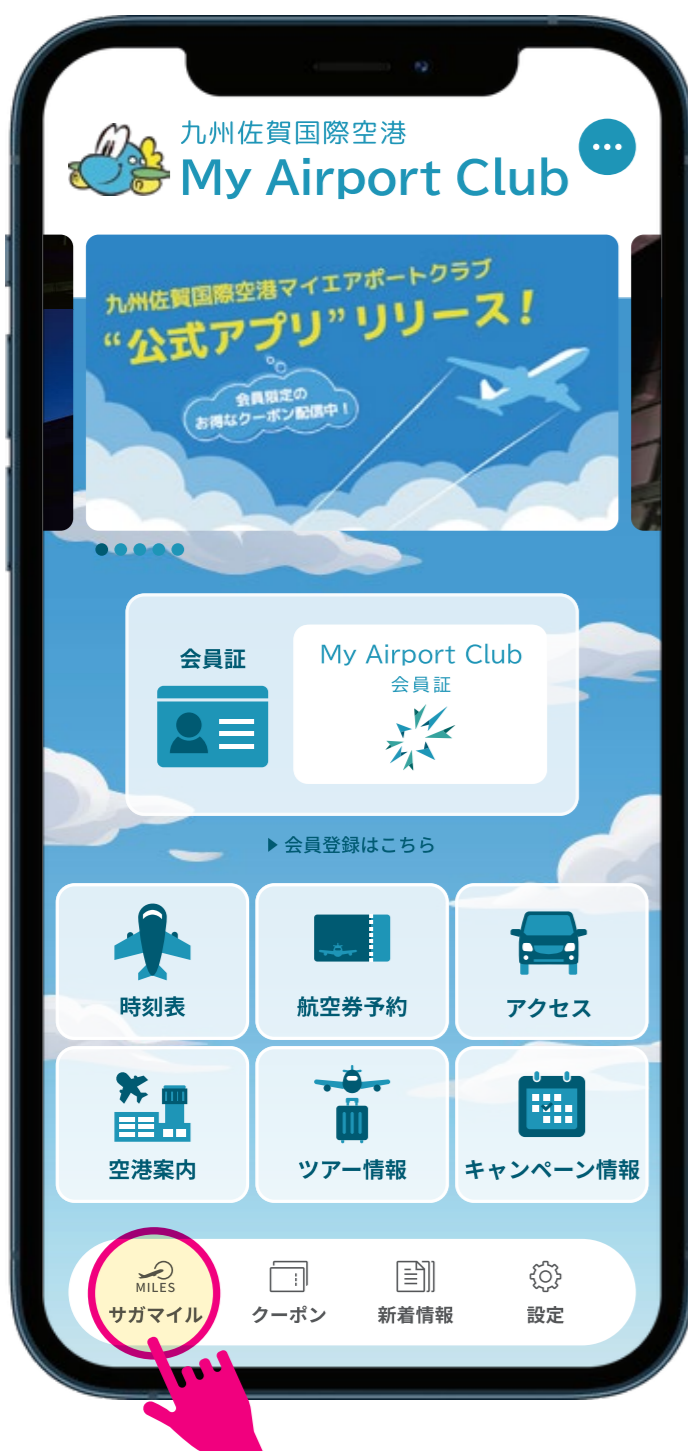 九州佐賀国際空港
My Airport Club
九州佐賀国際空港マイエアポートクラブ
“公式アプリ”リリース！
会員限定の
お得なクーポン配信中！
会員証
My Airport Club
会員証
会員登録はこちら
時刻表
航空券予約
アクセス
空港案内
ツアー情報
キャンペーン情報
MILES
サガマイル
クーポン
新着情報
設定